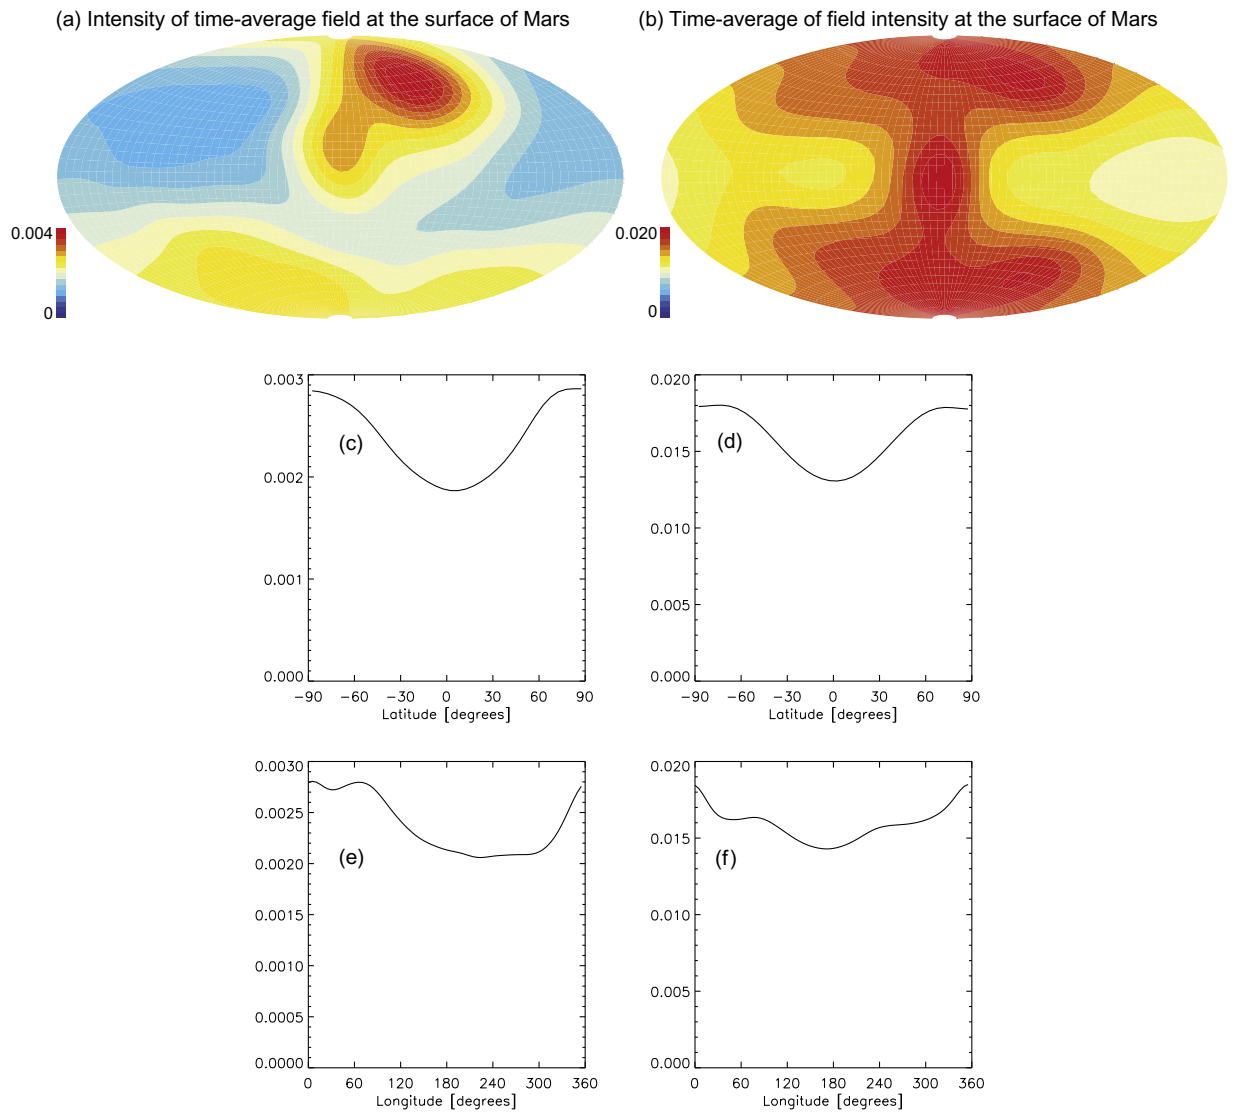 (a) Intensity of time-average field at the surface of Mars
(b) Time-average of field intensity at the surface of Mars
0.004
0
0.020
0
0.003
0.002
0.001
0.000
(c)
−90 −60 −30 0 30 60 90
Latitude [degrees]
0.020
0.015
0.010
0.005
0.000
(d)
−90 −60 −30 0 30 60 90
Latitude [degrees]
0.0030
0.0025
0.0020
0.0015
0.0010
0.0005
0.0000
(e)
0 60 120 180 240 300 360
Longitude [degrees]
0.020
0.015
0.010
0.005
0.000
(f)
0 60 120 180 240 300 360
Longitude [degrees]